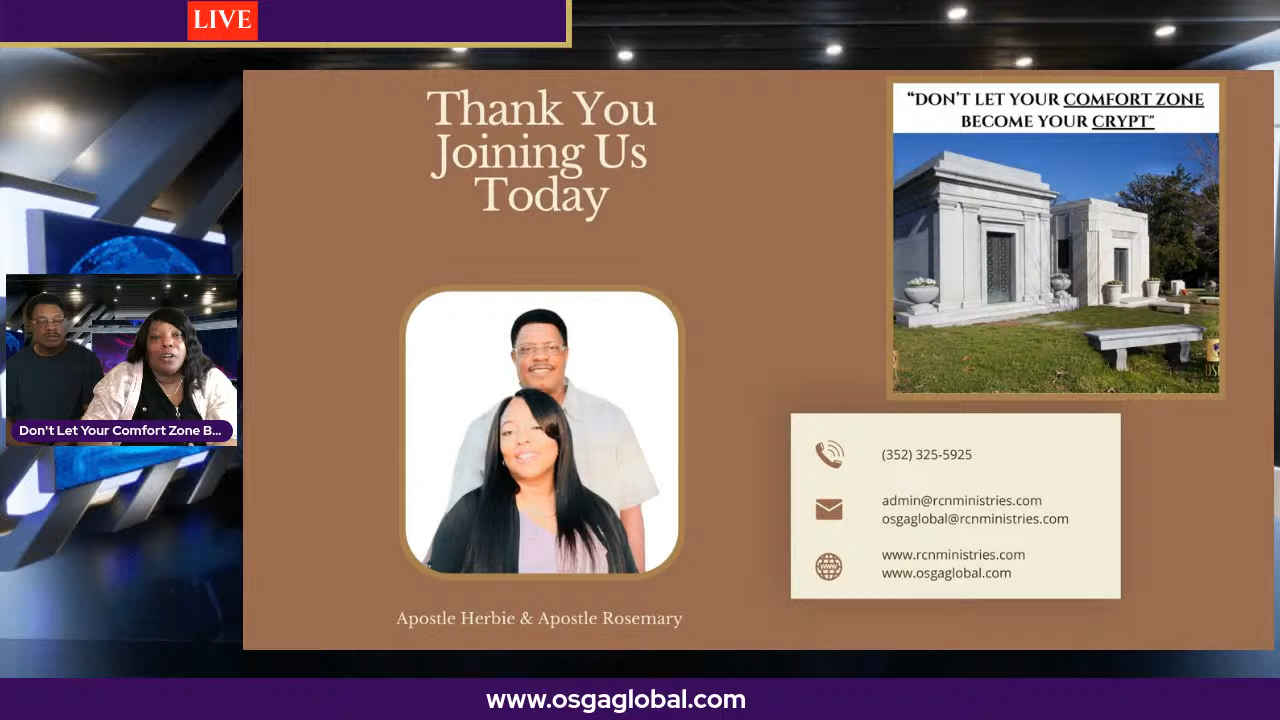 LIVE
Thank You
Joining Us
Today
“DON'T LET YOUR COMFORT ZONE
BECOME YOUR CRYPT"
Don't Let Your Comfort Zone B...
(352) 325-5925
admin@rcnministries.com
osgaglobal@rcnministries.com
www.rcnministries.com
www.osgaglobal.com
Apostle Herbie & Apostle Rosemary
www.osgaglobal.com